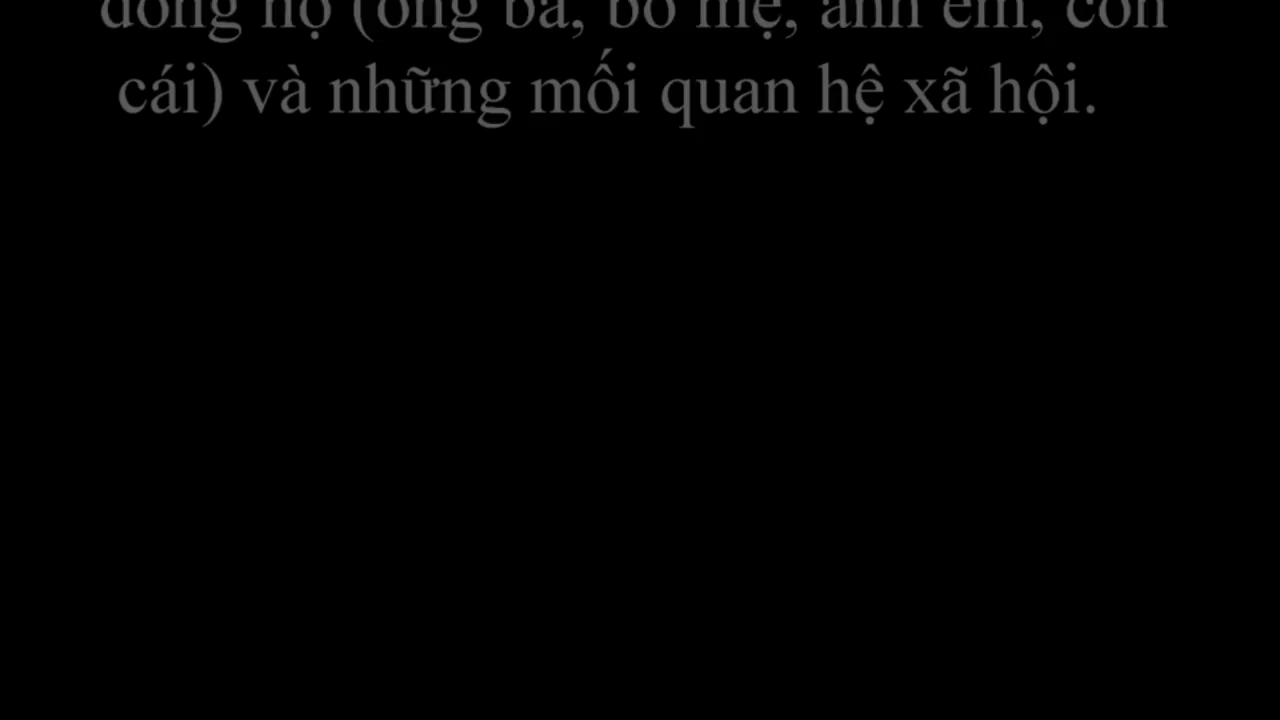 dòng họ (ông bà, bố mẹ, anh em, con
cái) và những mối quan hệ xã hội.